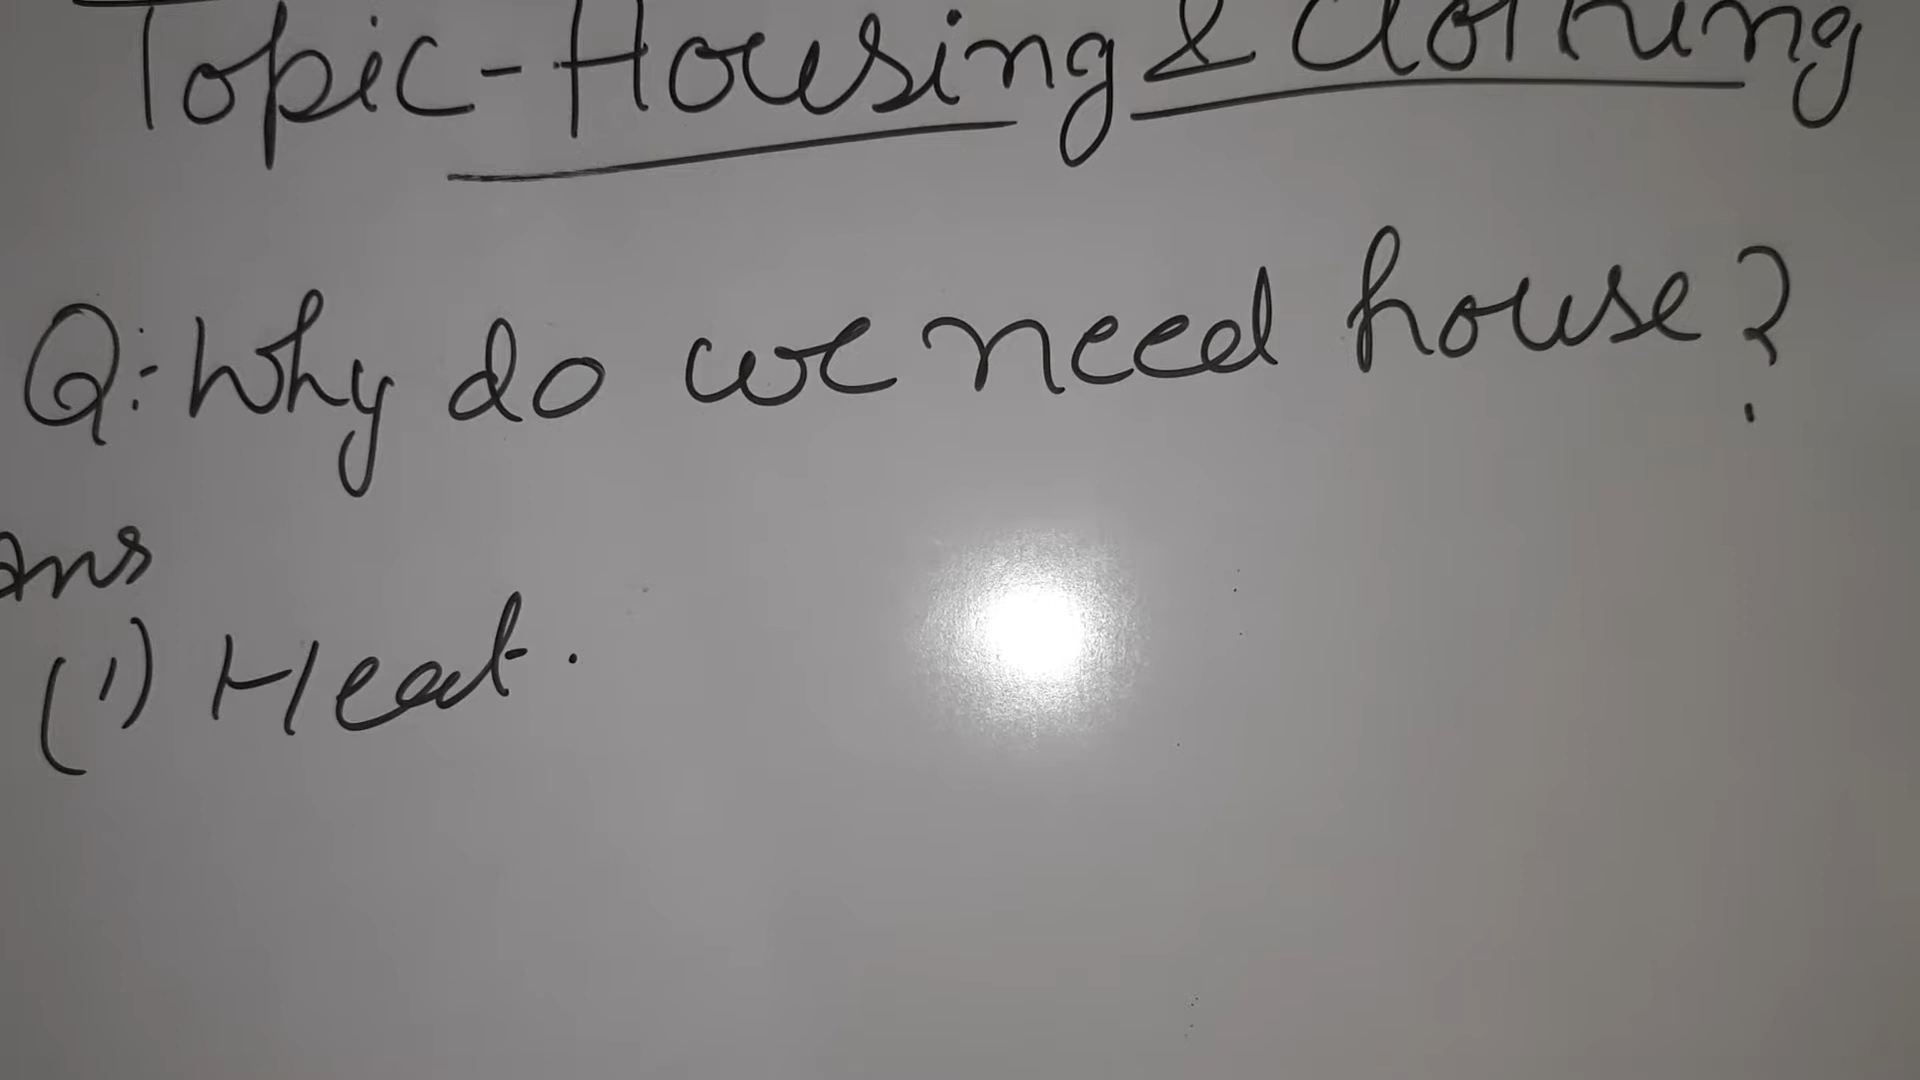 Topic-Housing & Clothing
Q:- Why do we need house?
Ans
(1) Heat.